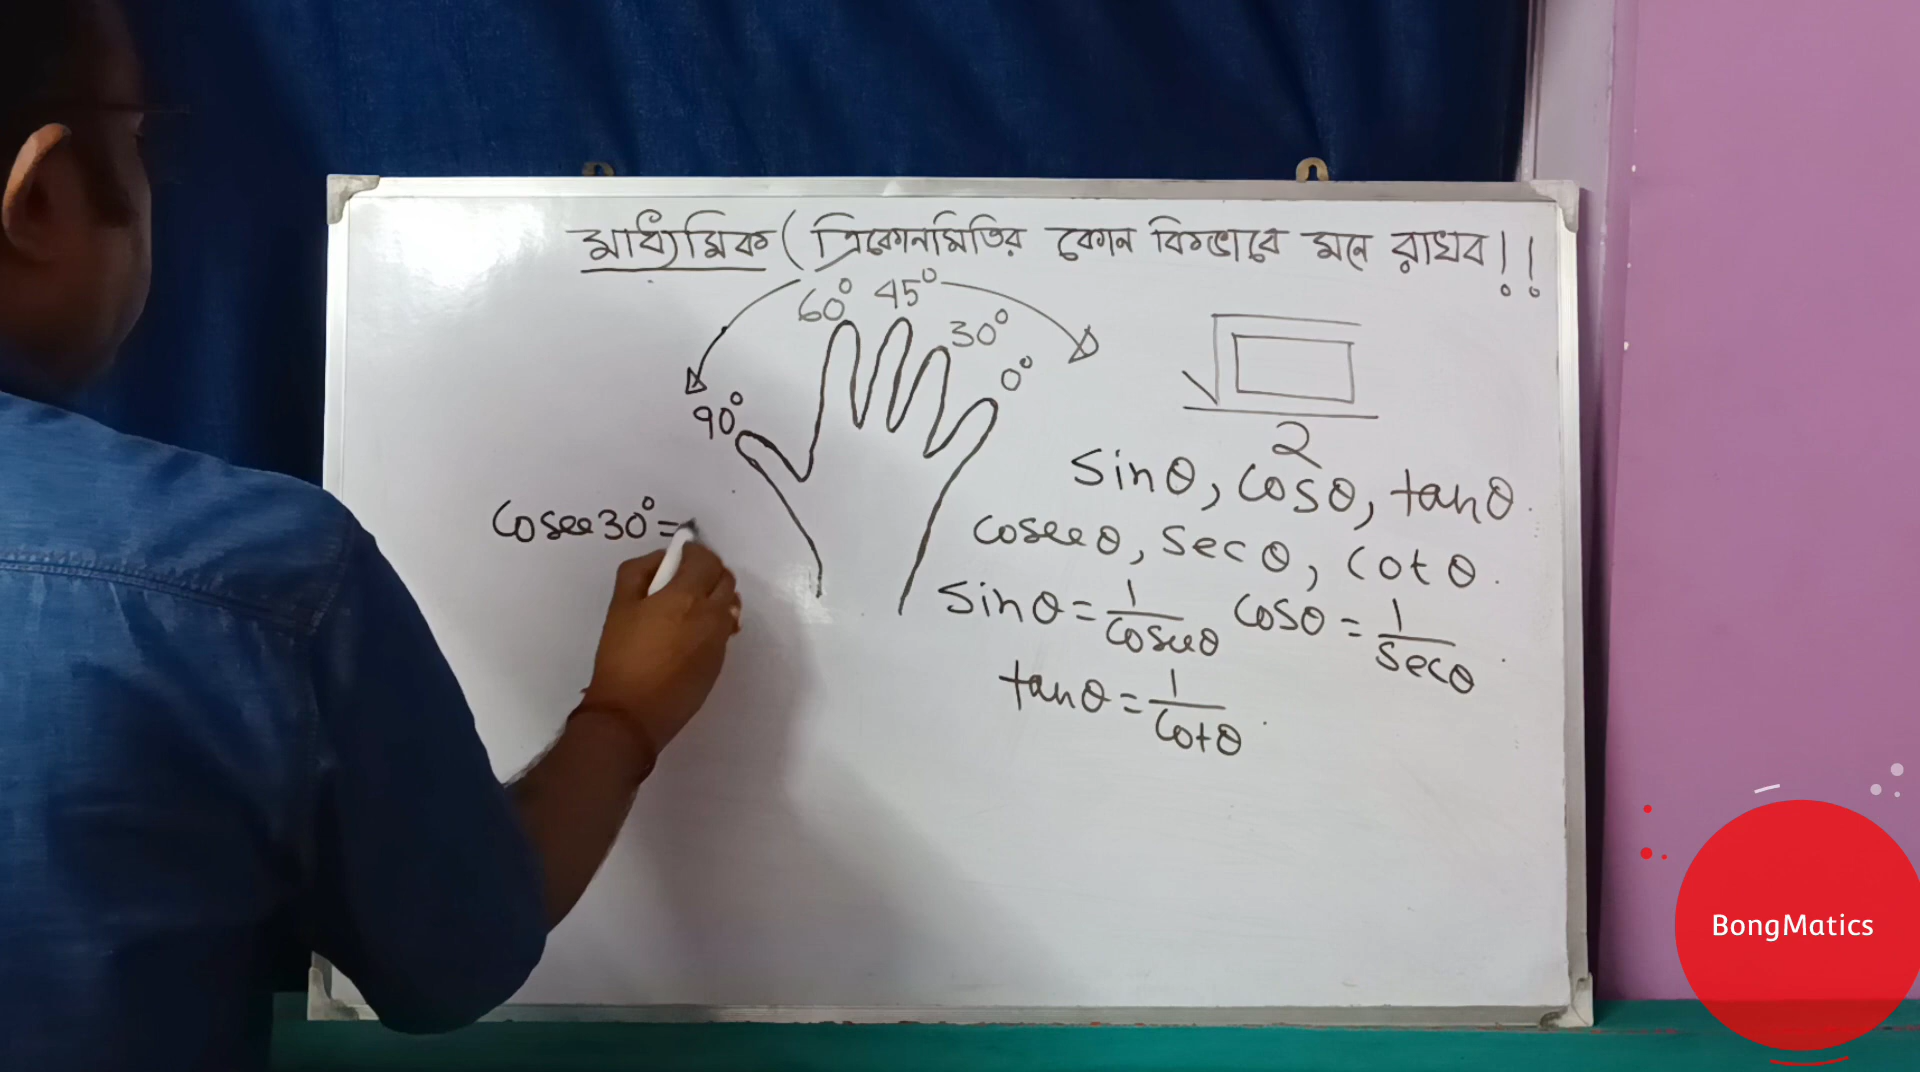 মাধ্যমিক ( ত্রিকোনমিতির কোন কিভাবে মনে রাখব!!
60° 45°
30°
0°
90°
√▭
2
Sinθ, Cosθ, tanθ.
Cosecθ, Secθ, Cotθ.
Cosec30°=
Sinθ = 1/Cosecθ Cosθ = 1/Secθ
tanθ = 1/Cotθ
BongMatics